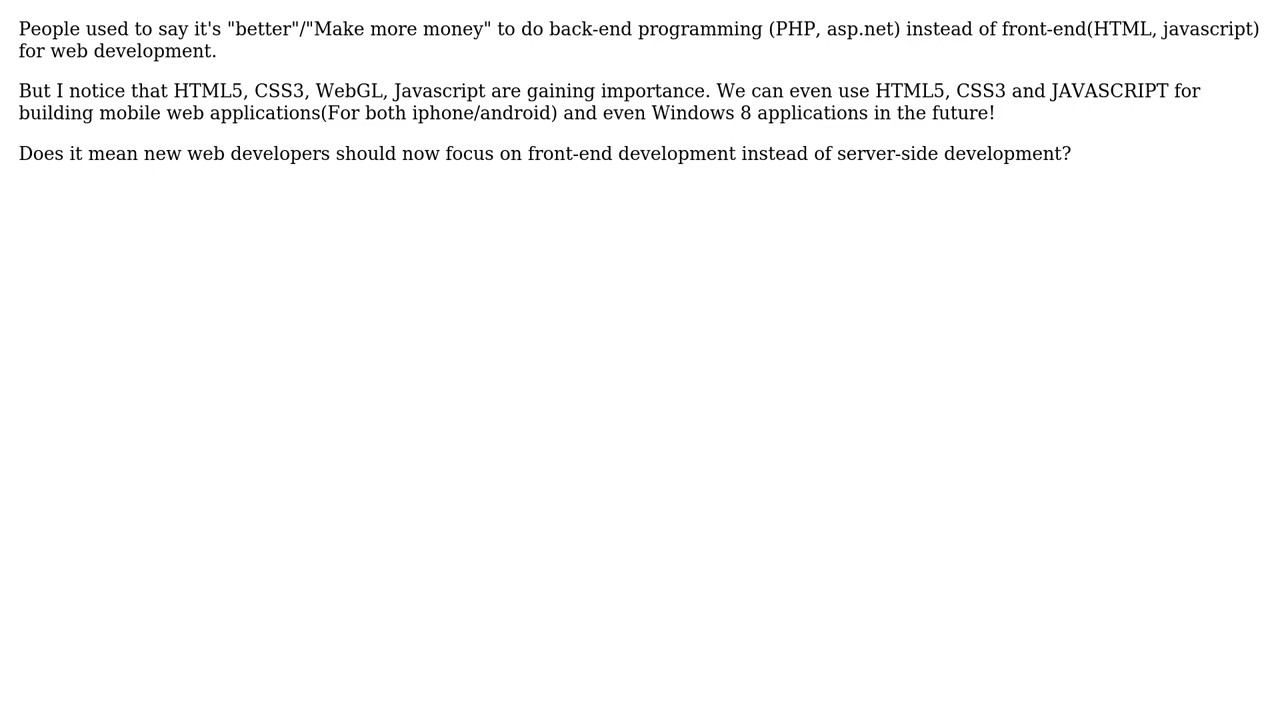 People used to say it's "better"/"Make more money" to do back-end programming (PHP, asp.net) instead of front-end(HTML, javascript)
for web development.
But I notice that HTML5, CSS3, WebGL, Javascript are gaining importance. We can even use HTML5, CSS3 and JAVASCRIPT for
building mobile web applications(For both iphone/android) and even Windows 8 applications in the future!
Does it mean new web developers should now focus on front-end development instead of server-side development?